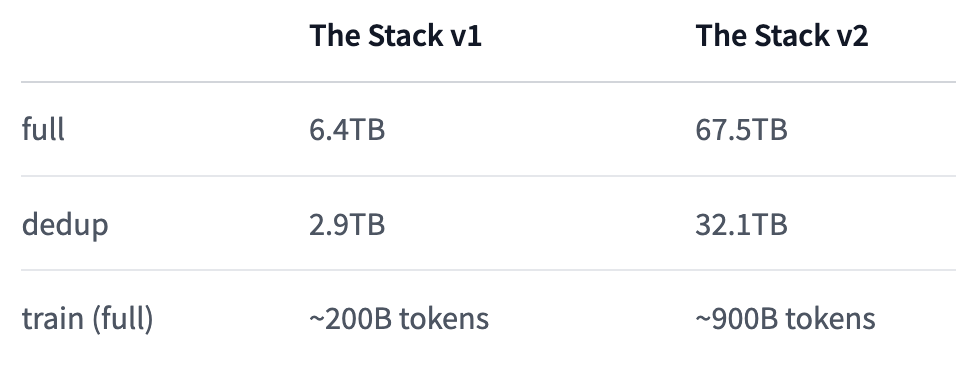 The Stack v1 The Stack v2
full 6.4TB 67.5TB
dedup 2.9TB 32.1TB
train (full) ~200B tokens ~900B tokens